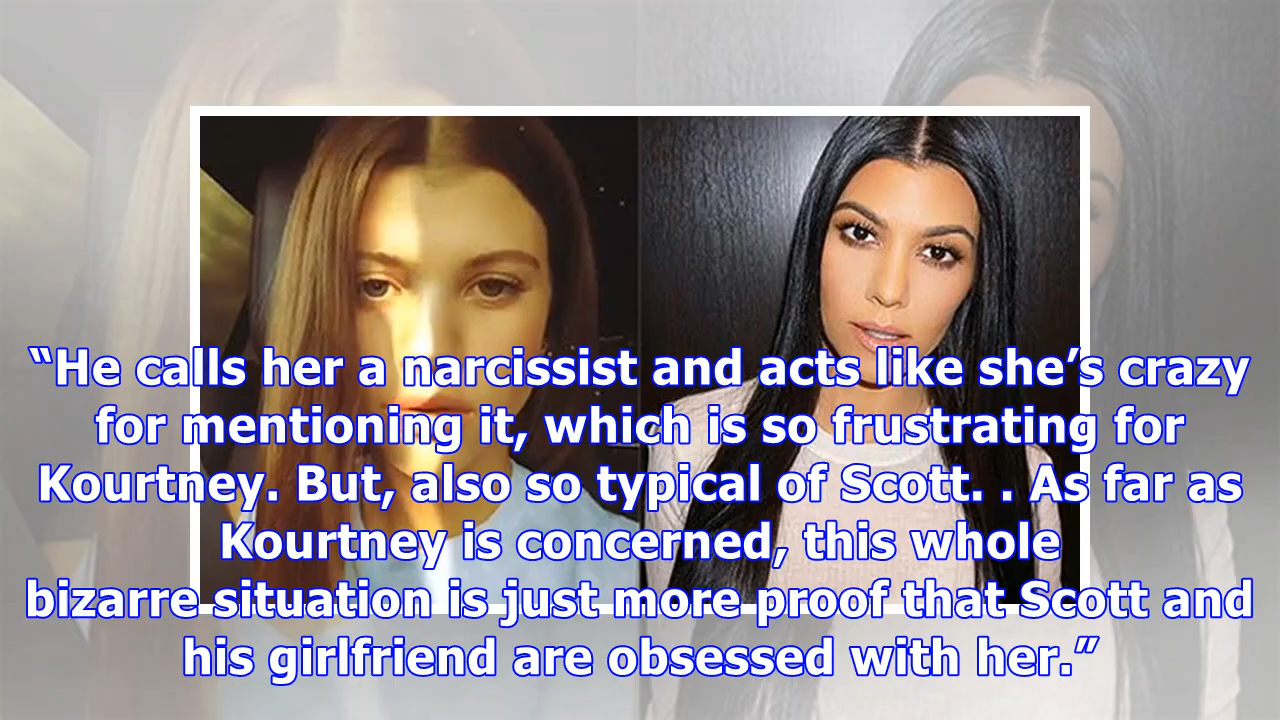 “He calls her a narcissist and acts like she’s crazy
for mentioning it, which is so frustrating for
Kourtney. But, also so typical of Scott. . As far as
Kourtney is concerned, this whole
bizarre situation is just more proof that Scott and
his girlfriend are obsessed with her.”